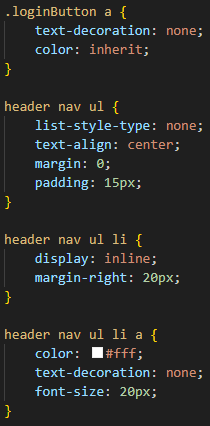 .loginButton a {
    text-decoration: none;
    color: inherit;
}
header nav ul {
    list-style-type: none;
    text-align: center;
    margin: 0;
    padding: 15px;
}
header nav ul li {
    display: inline;
    margin-right: 20px;
}
header nav ul li a {
    color: #fff;
    text-decoration: none;
    font-size: 20px;
}